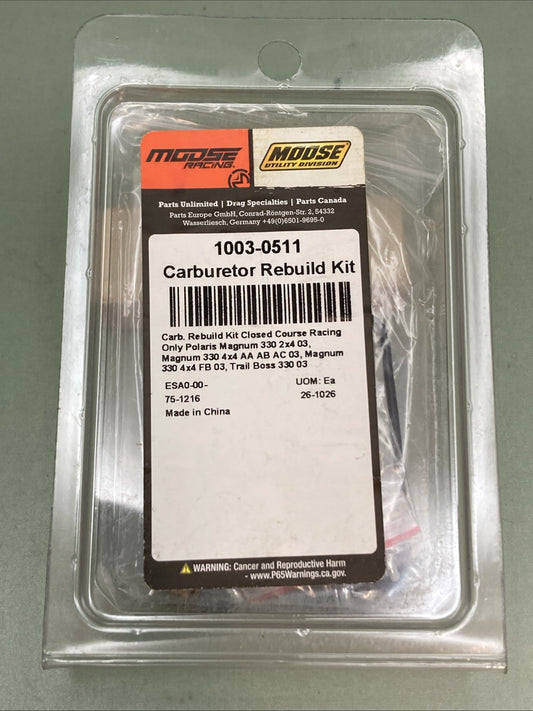 MOOSE
RACING®
MOOSE
UTILITY DIVISION
Parts Unlimited | Drag Specialties | Parts Canada
Parts Europe GmbH, Conrad-Röntgen-Str. 2, 54332
Wasserliesch, Germany +49(0)6501-9695-0
1003-0511
Carburetor Rebuild Kit
Carb. Rebuild Kit Closed Course Racing
Only Polaris Magnum 330 2x4 03,
Magnum 330 4x4 AA AB AC 03, Magnum
330 4x4 FB 03, Trail Boss 330 03
ESA0-00- UOM: Ea
75-1216 26-1026
Made in China
WARNING: Cancer and Reproductive Harm
- www.P65Warnings.ca.gov.